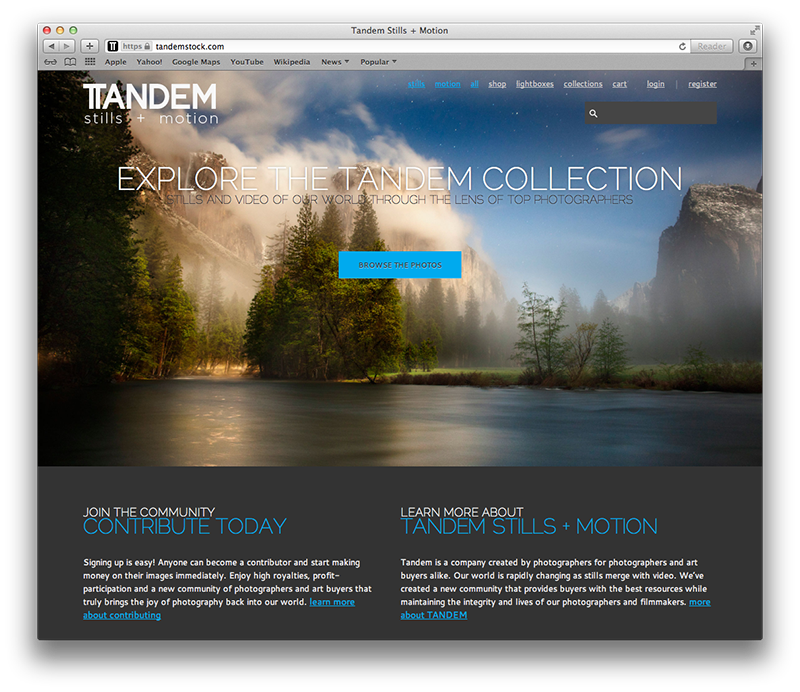 Tandem Stills + Motion
https tandemstock.com Reader
Apple Yahoo! Google Maps YouTube Wikipedia News Popular
TANDEM
stills + motion
stills motion all shop lightboxes collections cart login | register
EXPLORE THE TANDEM COLLECTION
STILLS AND VIDEO OF OUR WORLD THROUGH THE LENS OF TOP PHOTOGRAPHERS
BROWSE THE PHOTOS
JOIN THE COMMUNITY
CONTRIBUTE TODAY
Signing up is easy! Anyone can become a contributor and start making
money on their images immediately. Enjoy high royalties, profit-
participation and a new community of photographers and art buyers that
truly brings the joy of photography back into our world. learn more
about contributing
LEARN MORE ABOUT
TANDEM STILLS + MOTION
Tandem is a company created by photographers for photographers and art
buyers alike. Our world is rapidly changing as stills merge with video. We've
created a new community that provides buyers with the best resources while
maintaining the integrity and lives of our photographers and filmmakers. more
about TANDEM